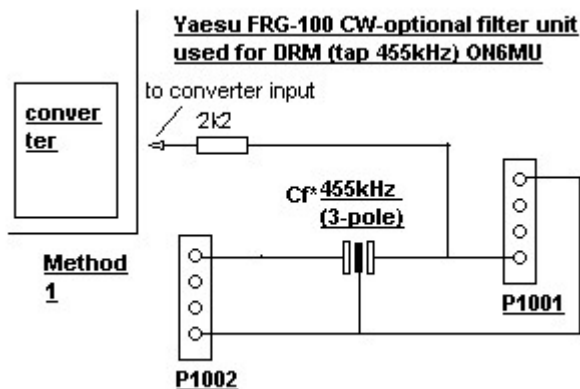 Yaesu FRG-100 CW-optional filter unit
used for DRM (tap 455kHz) ON6MU
conver
ter
to converter input
2k2
Cf* 455kHz
(3-pole)
Method
1
P1001
P1002